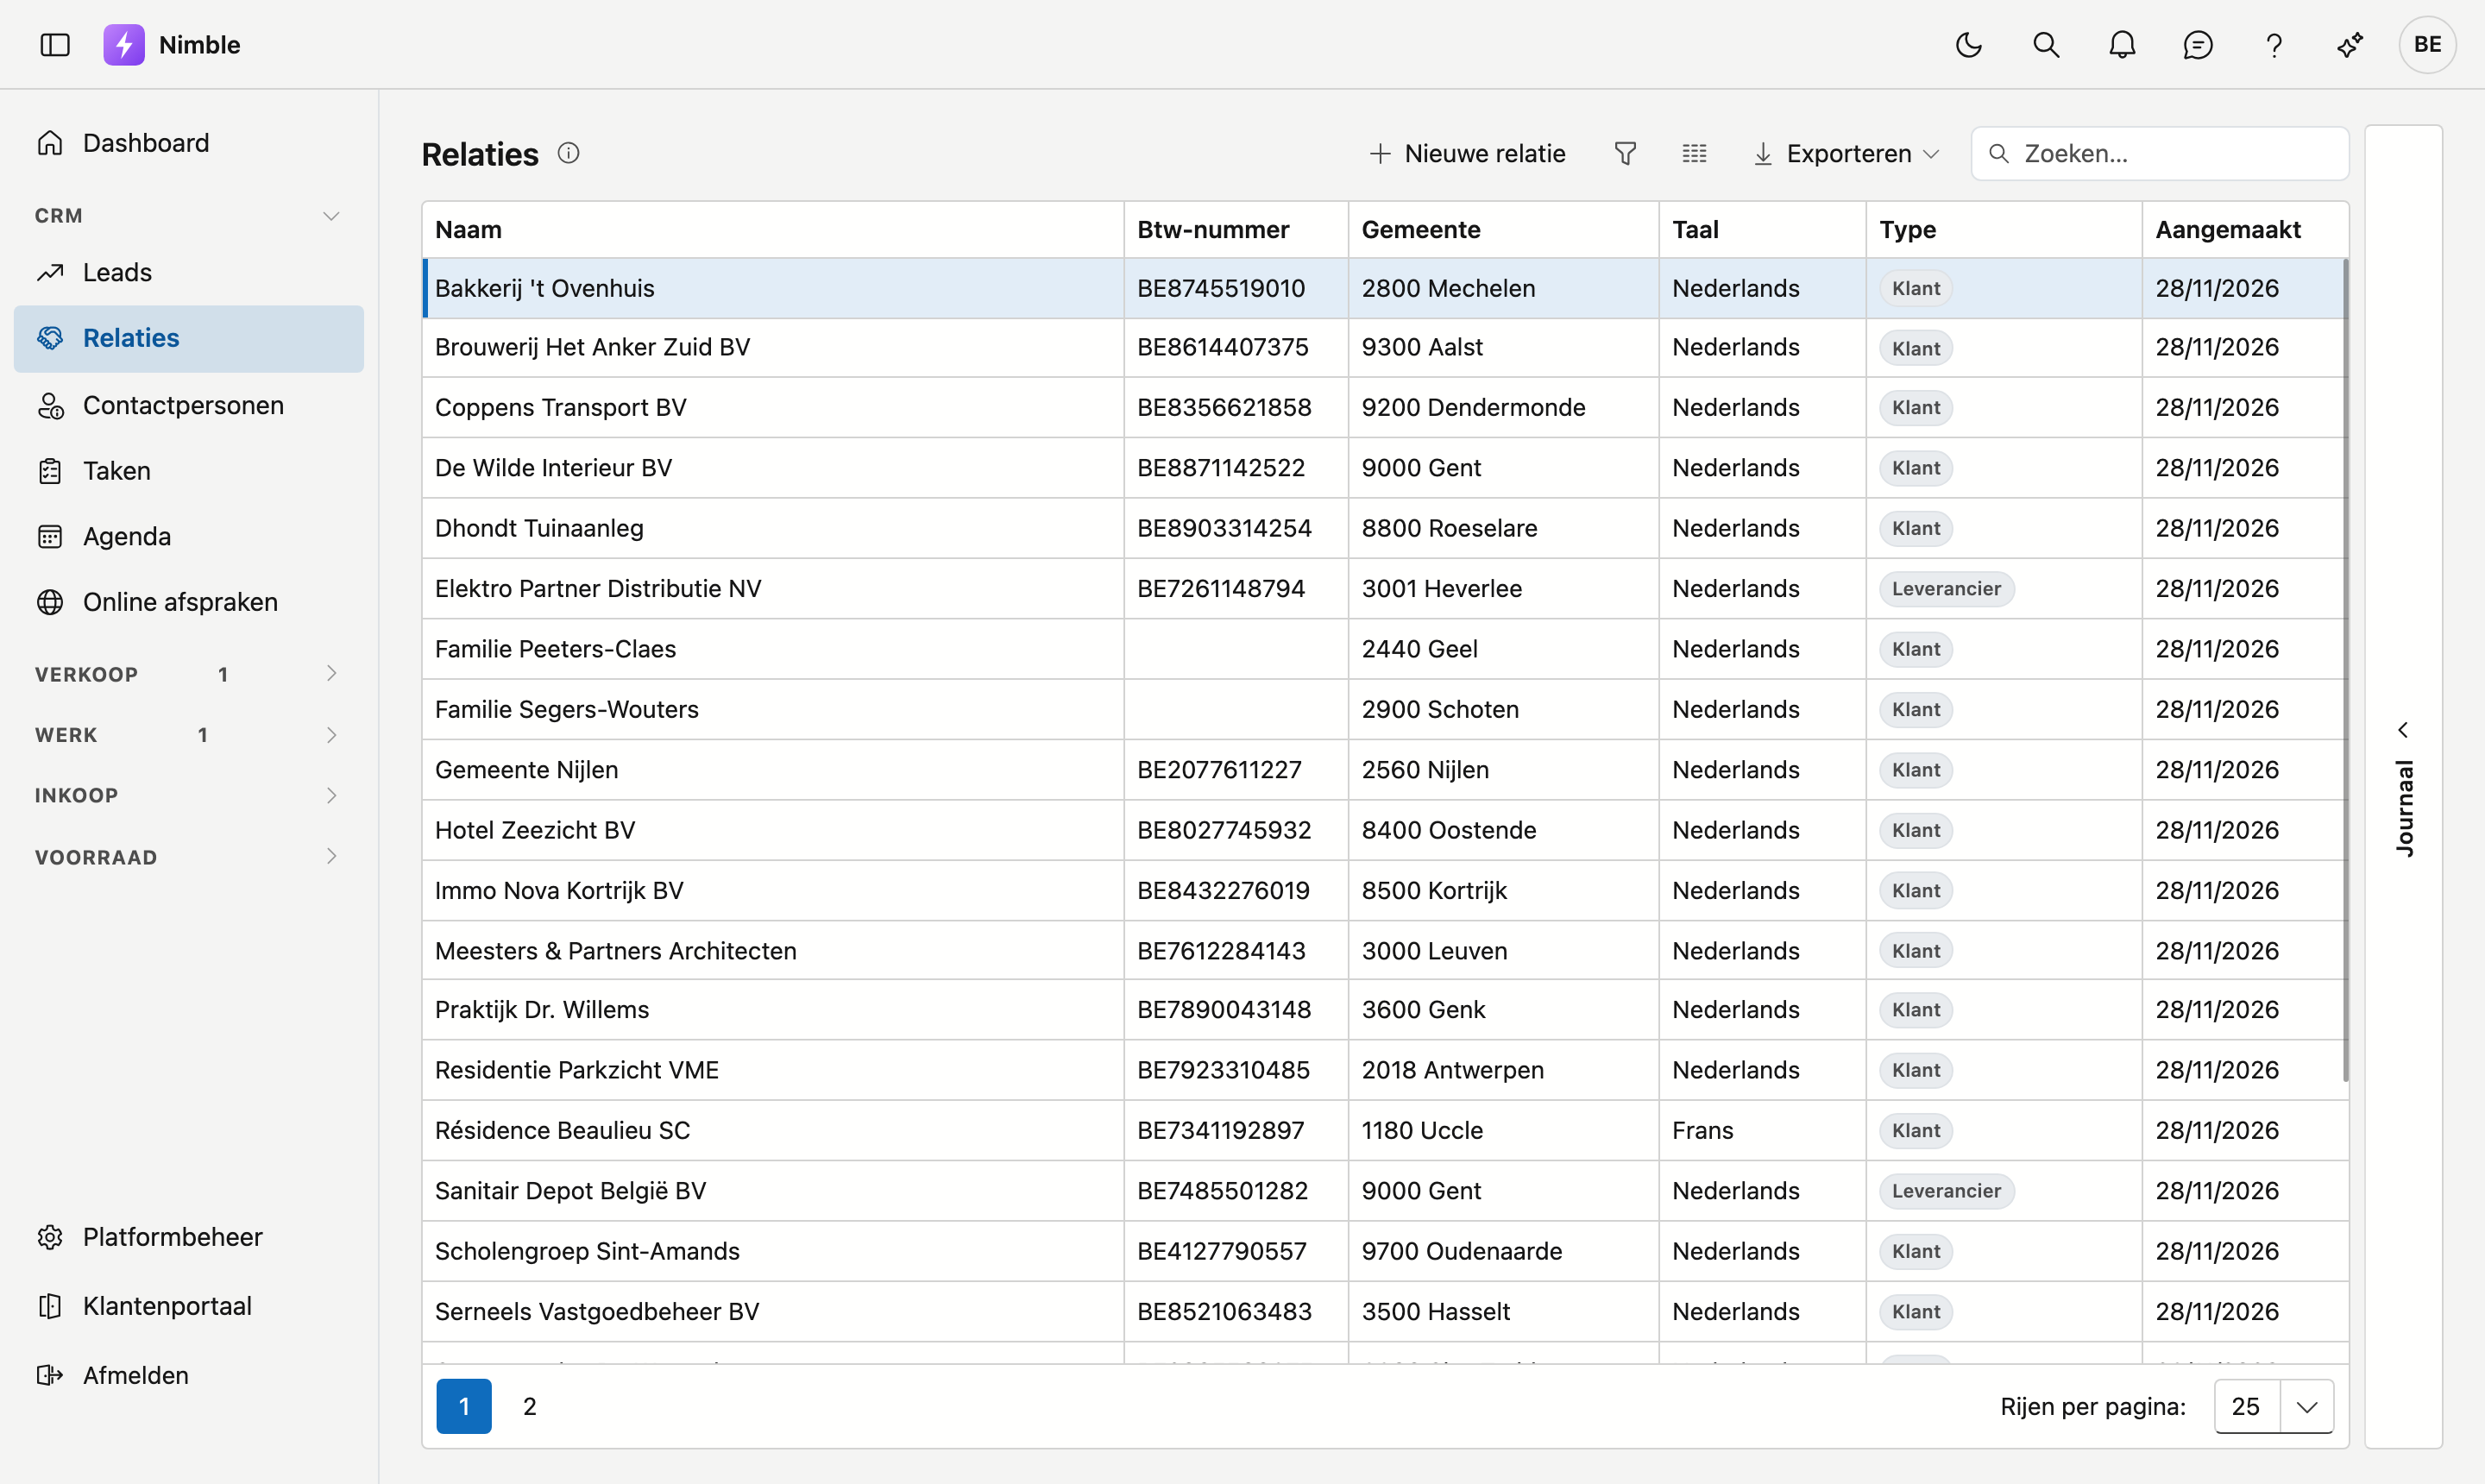 Nimble
BE
Dashboard
CRM
Leads
Relaties
Contactpersonen
Taken
Agenda
Online afspraken
VERKOOP 1
WERK 1
INKOOP
VOORRAAD
Platformbeheer
Klantenportaal
Afmelden
Relaties
Nieuwe relatie
Exporteren
Zoeken...
Naam Btw-nummer Gemeente Taal Type Aangemaakt
Bakkerij 't Ovenhuis BE8745519010 2800 Mechelen Nederlands Klant 28/11/2026
Brouwerij Het Anker Zuid BV BE8614407375 9300 Aalst Nederlands Klant 28/11/2026
Coppens Transport BV BE8356621858 9200 Dendermonde Nederlands Klant 28/11/2026
De Wilde Interieur BV BE8871142522 9000 Gent Nederlands Klant 28/11/2026
Dhondt Tuinaanleg BE8903314254 8800 Roeselare Nederlands Klant 28/11/2026
Elektro Partner Distributie NV BE7261148794 3001 Heverlee Nederlands Leverancier 28/11/2026
Familie Peeters-Claes 2440 Geel Nederlands Klant 28/11/2026
Familie Segers-Wouters 2900 Schoten Nederlands Klant 28/11/2026
Gemeente Nijlen BE2077611227 2560 Nijlen Nederlands Klant 28/11/2026
Hotel Zeezicht BV BE8027745932 8400 Oostende Nederlands Klant 28/11/2026
Immo Nova Kortrijk BV BE8432276019 8500 Kortrijk Nederlands Klant 28/11/2026
Meesters & Partners Architecten BE7612284143 3000 Leuven Nederlands Klant 28/11/2026
Praktijk Dr. Willems BE7890043148 3600 Genk Nederlands Klant 28/11/2026
Residentie Parkzicht VME BE7923310485 2018 Antwerpen Nederlands Klant 28/11/2026
Résidence Beaulieu SC BE7341192897 1180 Uccle Frans Klant 28/11/2026
Sanitair Depot België BV BE7485501282 9000 Gent Nederlands Leverancier 28/11/2026
Scholengroep Sint-Amands BE4127790557 9700 Oudenaarde Nederlands Klant 28/11/2026
Serneels Vastgoedbeheer BV BE8521063483 3500 Hasselt Nederlands Klant 28/11/2026
1 2
Rijen per pagina: 25
Journaal